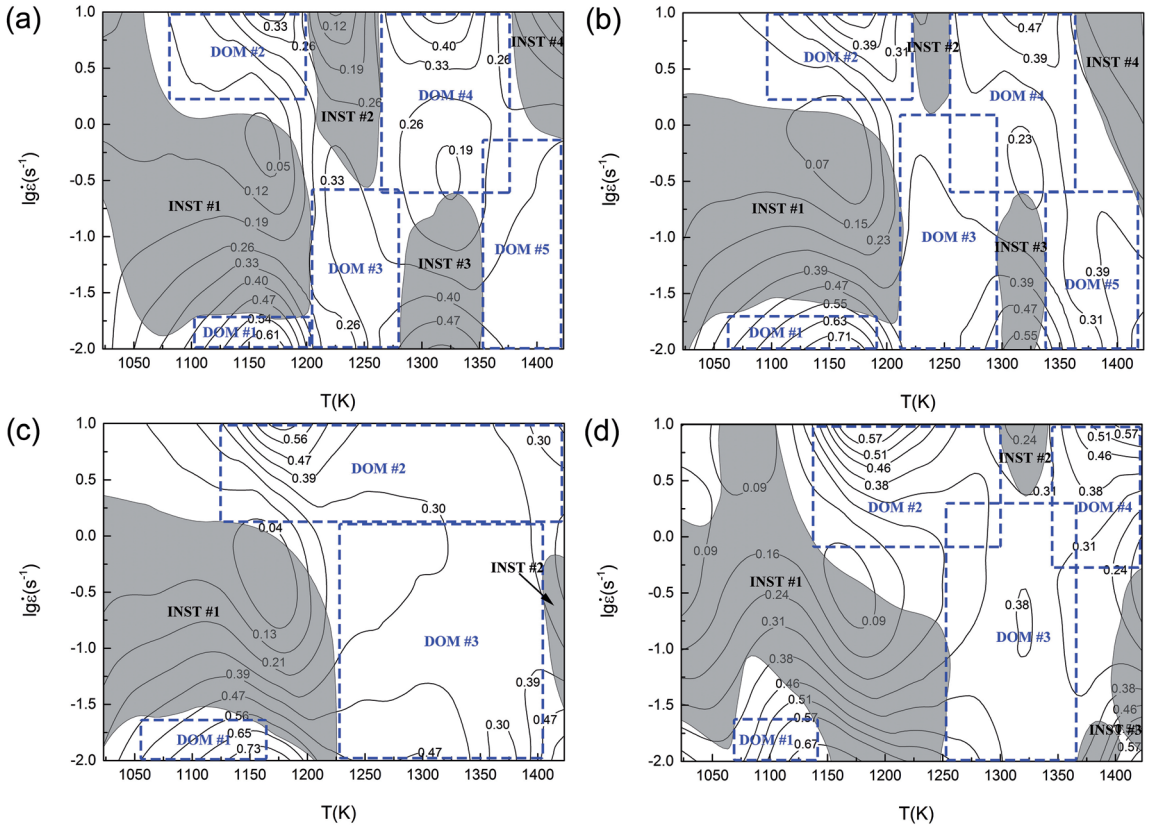 (a)
1.0
0.5
0.0
-0.5
-1.0
-1.5
-2.0
lgε̇(s⁻¹)
1050 1100 1150 1200 1250 1300 1350 1400
T(K)
DOM #2
INST #2
DOM #4
INST #4
INST #1
DOM #3
INST #3
DOM #5
DOM #1
0.33
0.26
0.12
0.19
0.26
0.40
0.33
0.26
0.26
0.19
0.05
0.12
0.19
0.26
0.33
0.40
0.47
0.54
0.61
0.33
0.26
0.40
0.47
(b)
1.0
0.5
0.0
-0.5
-1.0
-1.5
-2.0
lgε̇(s⁻¹)
1050 1100 1150 1200 1250 1300 1350 1400
T(K)
DOM #2
INST #2
DOM #4
INST #4
INST #1
DOM #3
INST #3
DOM #5
DOM #1
0.39
0.31
0.47
0.39
0.23
0.07
0.15
0.23
0.39
0.47
0.55
0.63
0.71
0.39
0.47
0.55
0.39
0.31
(c)
1.0
0.5
0.0
-0.5
-1.0
-1.5
-2.0
lgε̇(s⁻¹)
1050 1100 1150 1200 1250 1300 1350 1400
T(K)
DOM #2
INST #2
INST #1
DOM #3
DOM #1
0.56
0.47
0.39
0.30
0.30
0.04
0.13
0.21
0.39
0.47
0.56
0.65
0.73
0.39
0.30
0.47
0.47
(d)
1.0
0.5
0.0
-0.5
-1.0
-1.5
-2.0
lgε̇(s⁻¹)
1050 1100 1150 1200 1250 1300 1350 1400
T(K)
INST #2
DOM #2
DOM #4
INST #1
DOM #3
INST #3
DOM #1
0.57
0.51
0.46
0.38
0.24
0.31
0.51
0.57
0.46
0.38
0.31
0.24
0.09
0.09
0.16
0.24
0.31
0.38
0.46
0.51
0.57
0.67
0.09
0.38
0.38
0.46
0.57